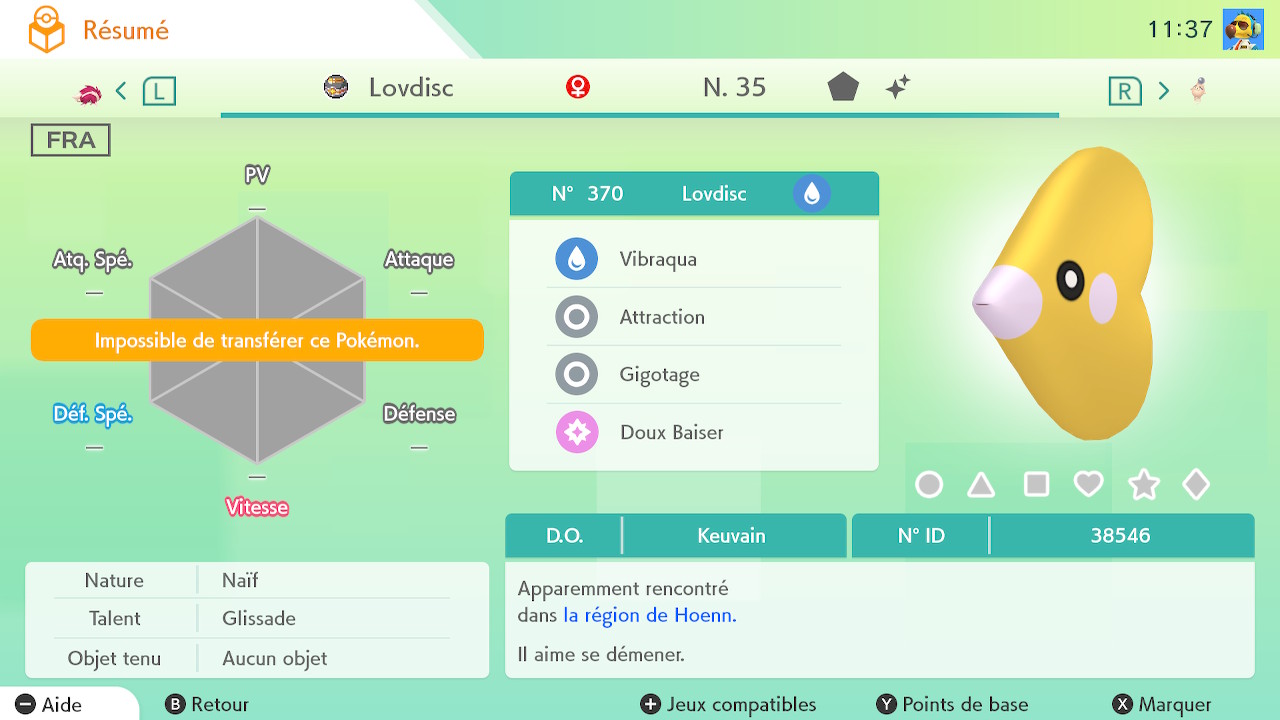 Résumé
11:37
L
Lovdisc
N. 35
R
FRA
PV
—
Atq. Spé.
—
Attaque
—
Impossible de transférer ce Pokémon.
Déf. Spé.
—
Défense
—
—
Vitesse
N° 370 Lovdisc
Vibraqua
Attraction
Gigotage
Doux Baiser
D.O. Keuvain
N° ID 38546
Nature Naïf
Talent Glissade
Objet tenu Aucun objet
Apparemment rencontré
dans la région de Hoenn.
Il aime se démener.
Aide
B Retour
Jeux compatibles
Y Points de base
X Marquer